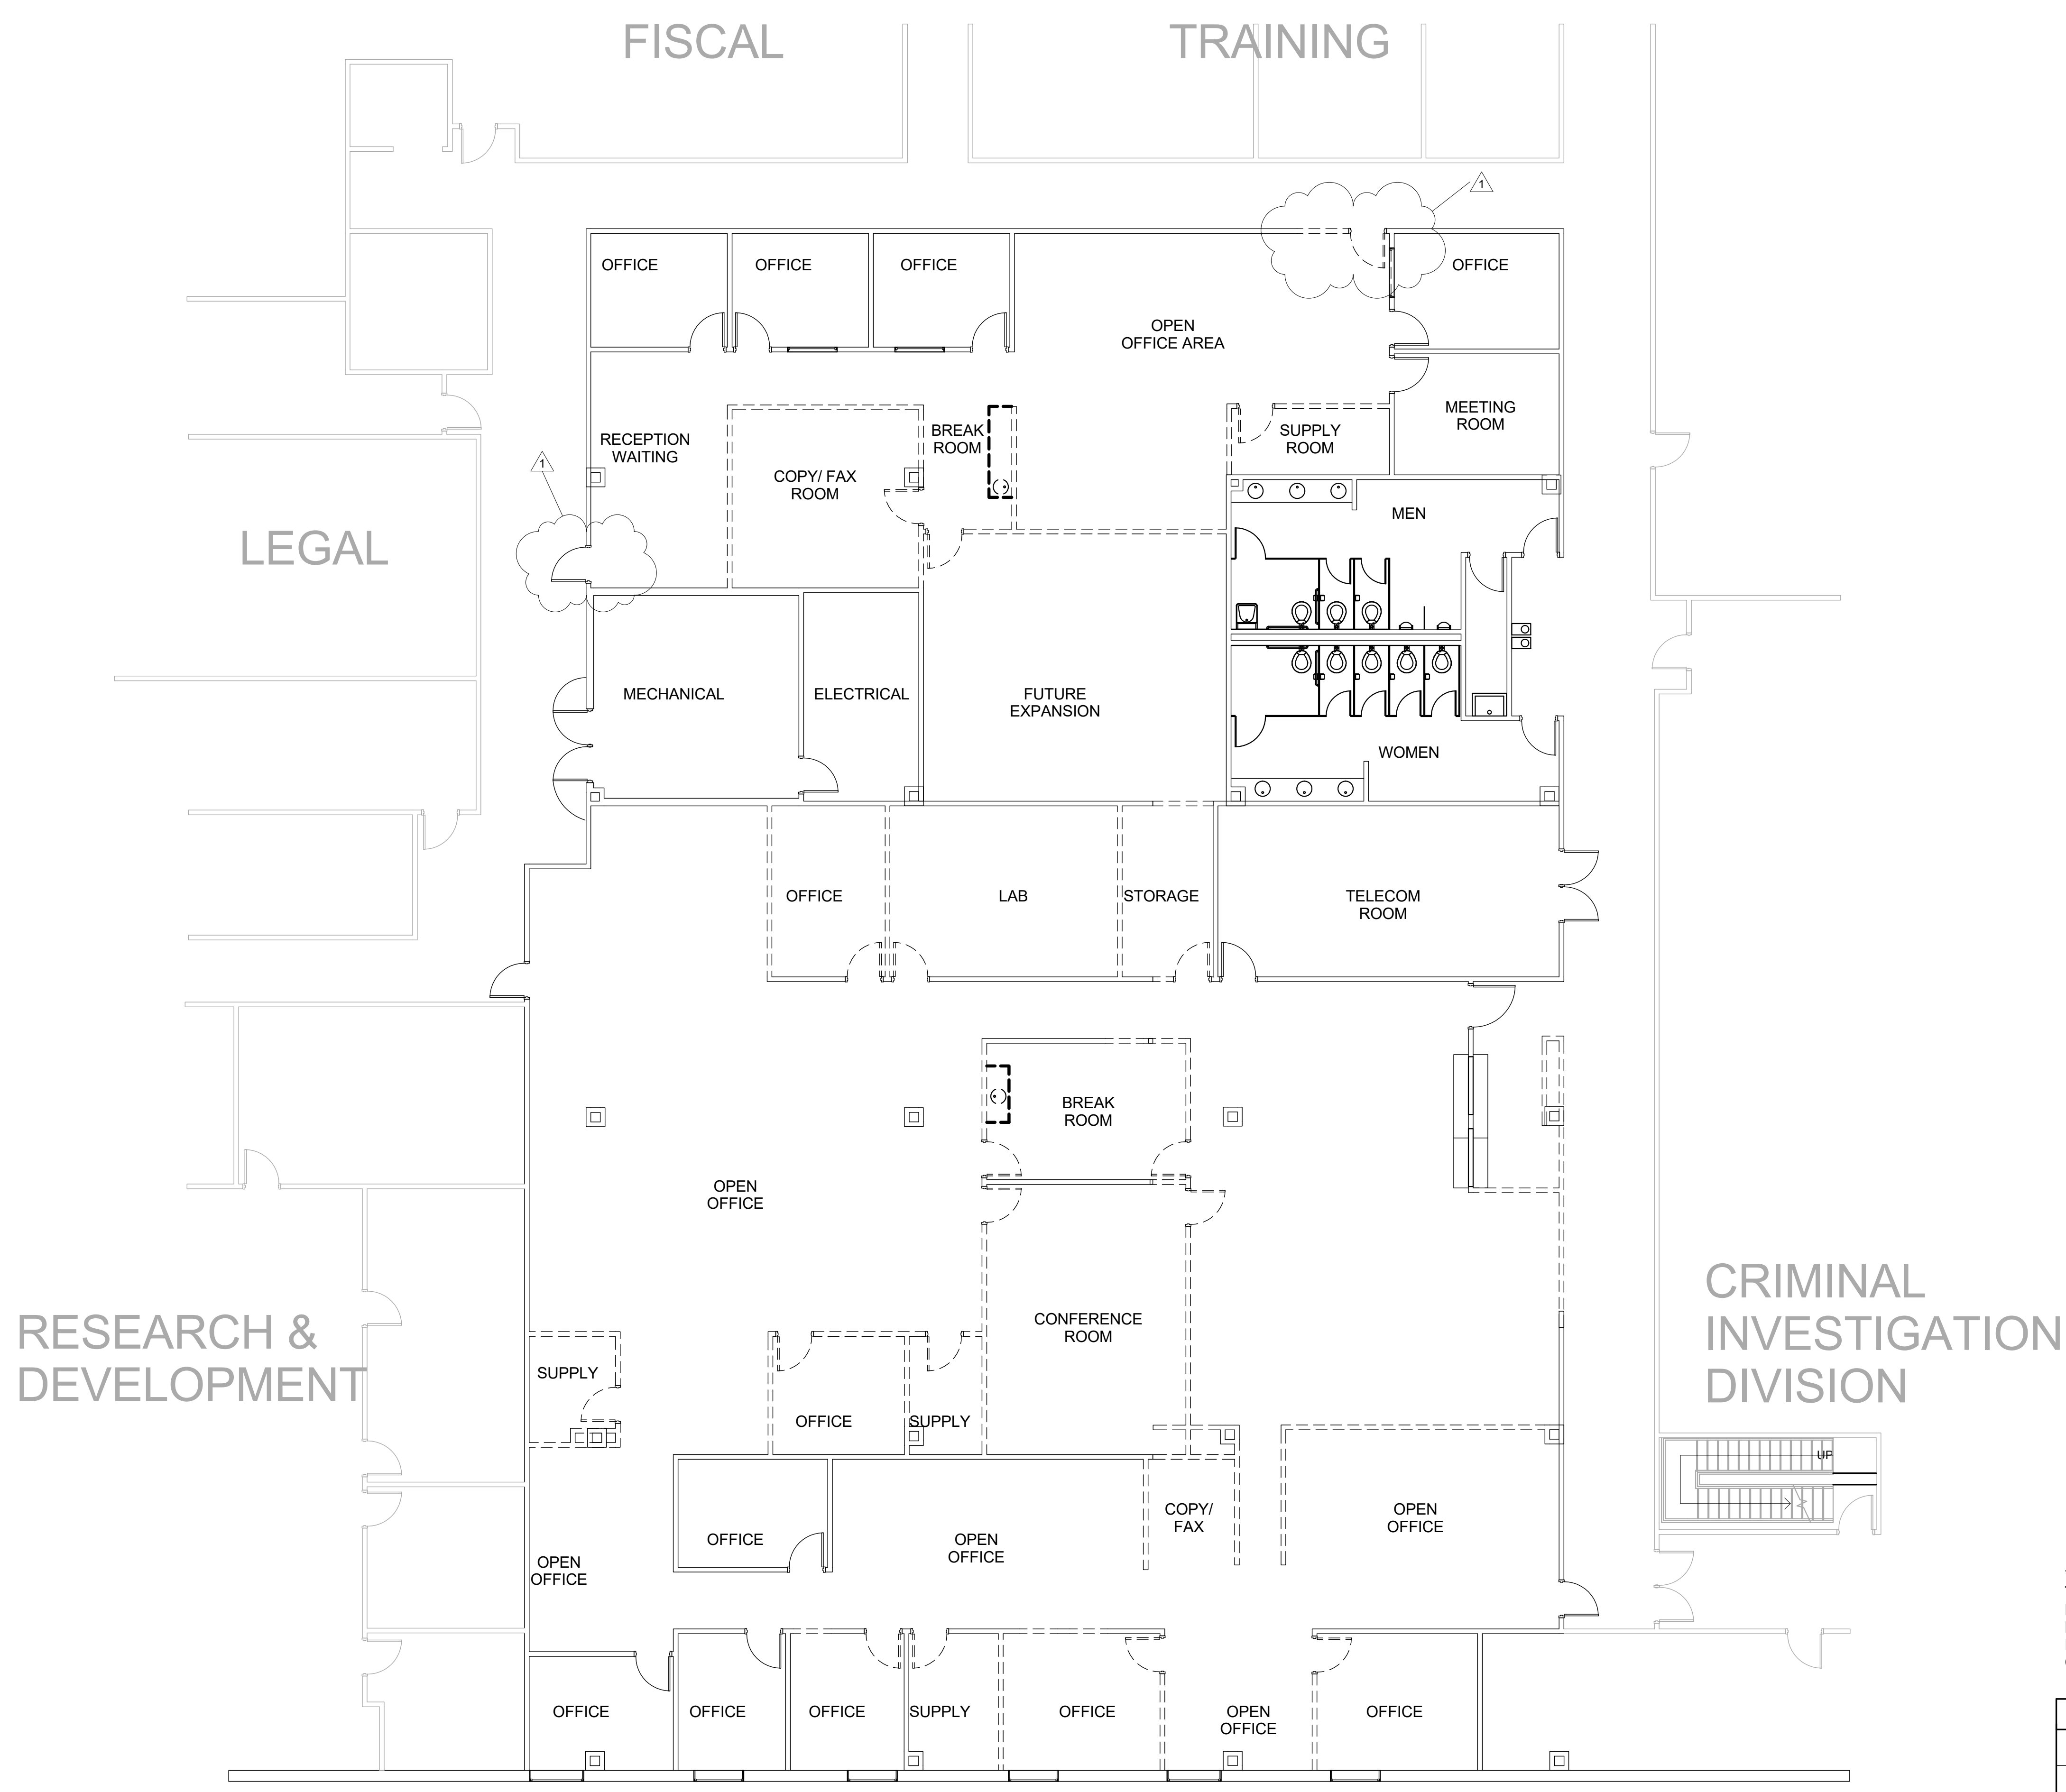 FISCAL
TRAINING
1
OFFICE
OFFICE
OFFICE
OFFICE
OPEN
OFFICE AREA
MEETING
ROOM
RECEPTION
WAITING
BREAK
ROOM
SUPPLY
ROOM
1
COPY/ FAX
ROOM
MEN
LEGAL
MECHANICAL
ELECTRICAL
FUTURE
EXPANSION
WOMEN
OFFICE
LAB
STORAGE
TELECOM
ROOM
BREAK
ROOM
OPEN
OFFICE
CONFERENCE
ROOM
RESEARCH &
DEVELOPMENT
CRIMINAL
INVESTIGATION
DIVISION
SUPPLY
OFFICE
SUPPLY
UP
COPY/
FAX
OPEN
OFFICE
OFFICE
OPEN
OFFICE
OPEN
OFFICE
OFFICE
OFFICE
OFFICE
SUPPLY
OFFICE
OPEN
OFFICE
OFFICE